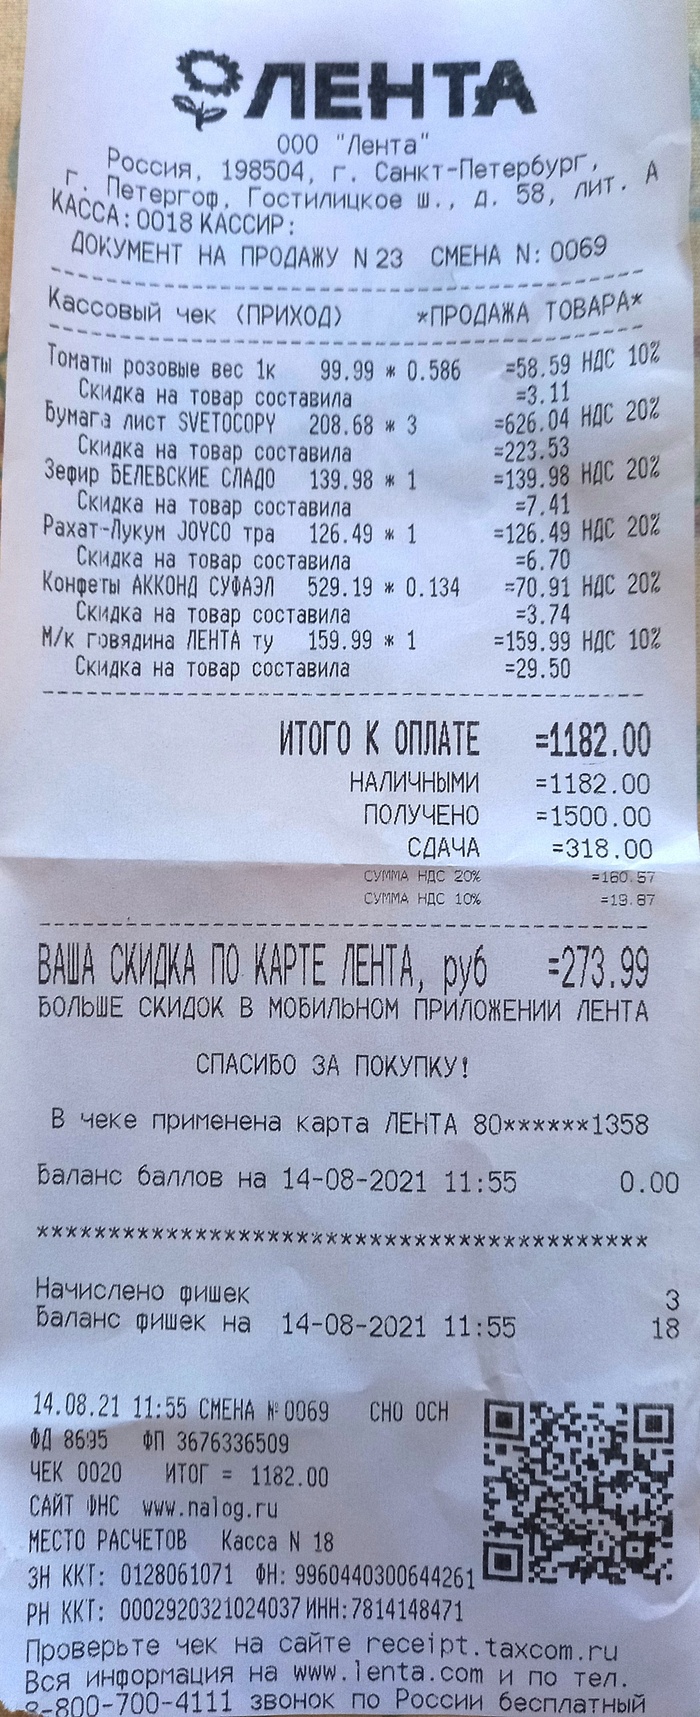 ЛЕНТА
ООО "Лента"
Россия, 198504, г. Санкт-Петербург,
г. Петергоф, Гостилицкое ш., д. 58, ЛИТ. А
КАССА:0018 КАССИР:
ДОКУМЕНТ НА ПРОДАЖУ N 23 СМЕНА N: 0069
Кассовый чек (ПРИХОД) *ПРОДАЖА ТОВАРА*
Томаты розовые вес 1к 99.99 * 0.586 =58.59 НДС 10%
Скидка на товар составила =3.11
Бумага лист SVETOCOPY 208.68 * 3 =626.04 НДС 20%
Скидка на товар составила =223.53
Зефир БЕЛЕВСКИЕ СЛАДО 139.98 * 1 =139.98 НДС 20%
Скидка на товар составила =7.41
Рахат-Лукум JOYCO тра 126.49 * 1 =126.49 НДС 20%
Скидка на товар составила =6.70
Конфеты АККОНД СУФАЭЛ 529.19 * 0.134 =70.91 НДС 20%
Скидка на товар составила =3.74
М/к говядина ЛЕНТА ту 159.99 * 1 =159.99 НДС 10%
Скидка на товар составила =29.50
ИТОГО К ОПЛАТЕ =1182.00
НАЛИЧНЫМИ =1182.00
ПОЛУЧЕНО =1500.00
СДАЧА =318.00
СУММА НДС 20% =160.57
СУММА НДС 10% =19.87
ВАША СКИДКА ПО КАРТЕ ЛЕНТА, руб =273.99
БОЛЬШЕ СКИДОК В МОБИЛЬНОМ ПРИЛОЖЕНИИ ЛЕНТА
СПАСИБО ЗА ПОКУПКУ!
В чеке применена карта ЛЕНТА 80******1358
Баланс баллов на 14-08-2021 11:55 0.00
*******************************************
Начислено фишек 3
Баланс фишек на 14-08-2021 11:55 18
14.08.21 11:55 СМЕНА №0069 СНО ОСН
ФД 8695 ФП 3676336509
ЧЕК 0020 ИТОГ = 1182.00
САЙТ ФНС www.nalog.ru
МЕСТО РАСЧЕТОВ Касса N 18
ЗН ККТ: 0128061071 ФН: 9960440300644261
РН ККТ: 0002920321024037 ИНН:7814148471
Проверьте чек на сайте receipt.taxcom.ru
Вся информация на www.lenta.com и по тел.
8-800-700-4111 звонок по России бесплатный